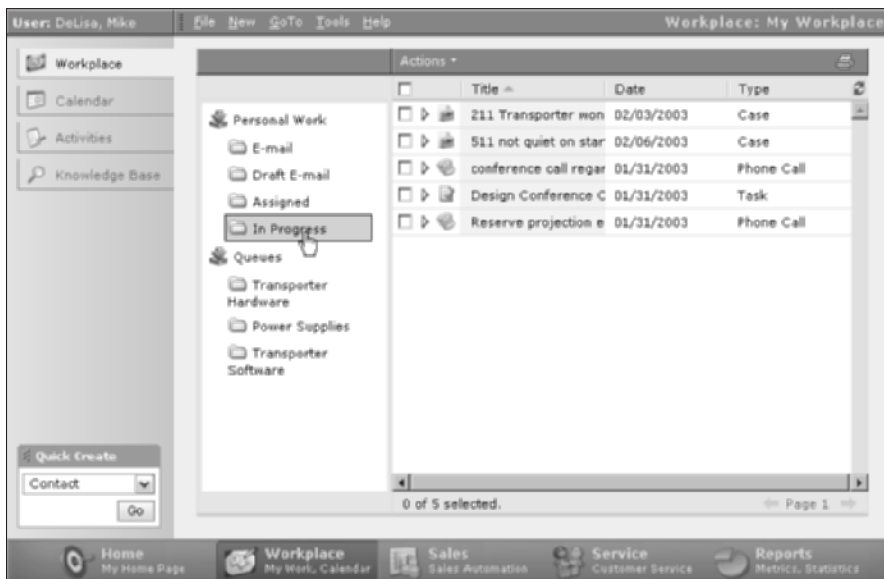 User: DeLisa, Mike
File New GoTo Tools Help
Workplace: My Workplace
Workplace
Calendar
Activities
Knowledge Base
Personal Work
E-mail
Draft E-mail
Assigned
In Progress
Queues
Transporter
Hardware
Power Supplies
Transporter
Software
Actions
Title Date Type
211 Transporter won 02/03/2003 Case
511 not quiet on star 02/06/2003 Case
conference call regar 01/31/2003 Phone Call
Design Conference C 01/31/2003 Task
Reserve projection e 01/31/2003 Phone Call
0 of 5 selected.
Page 1
Quick Create
Contact
Go
Home
My Home Page
Workplace
My Work, Calendar
Sales
Sales Automation
Service
Customer Service
Reports
Metrics, Statistics